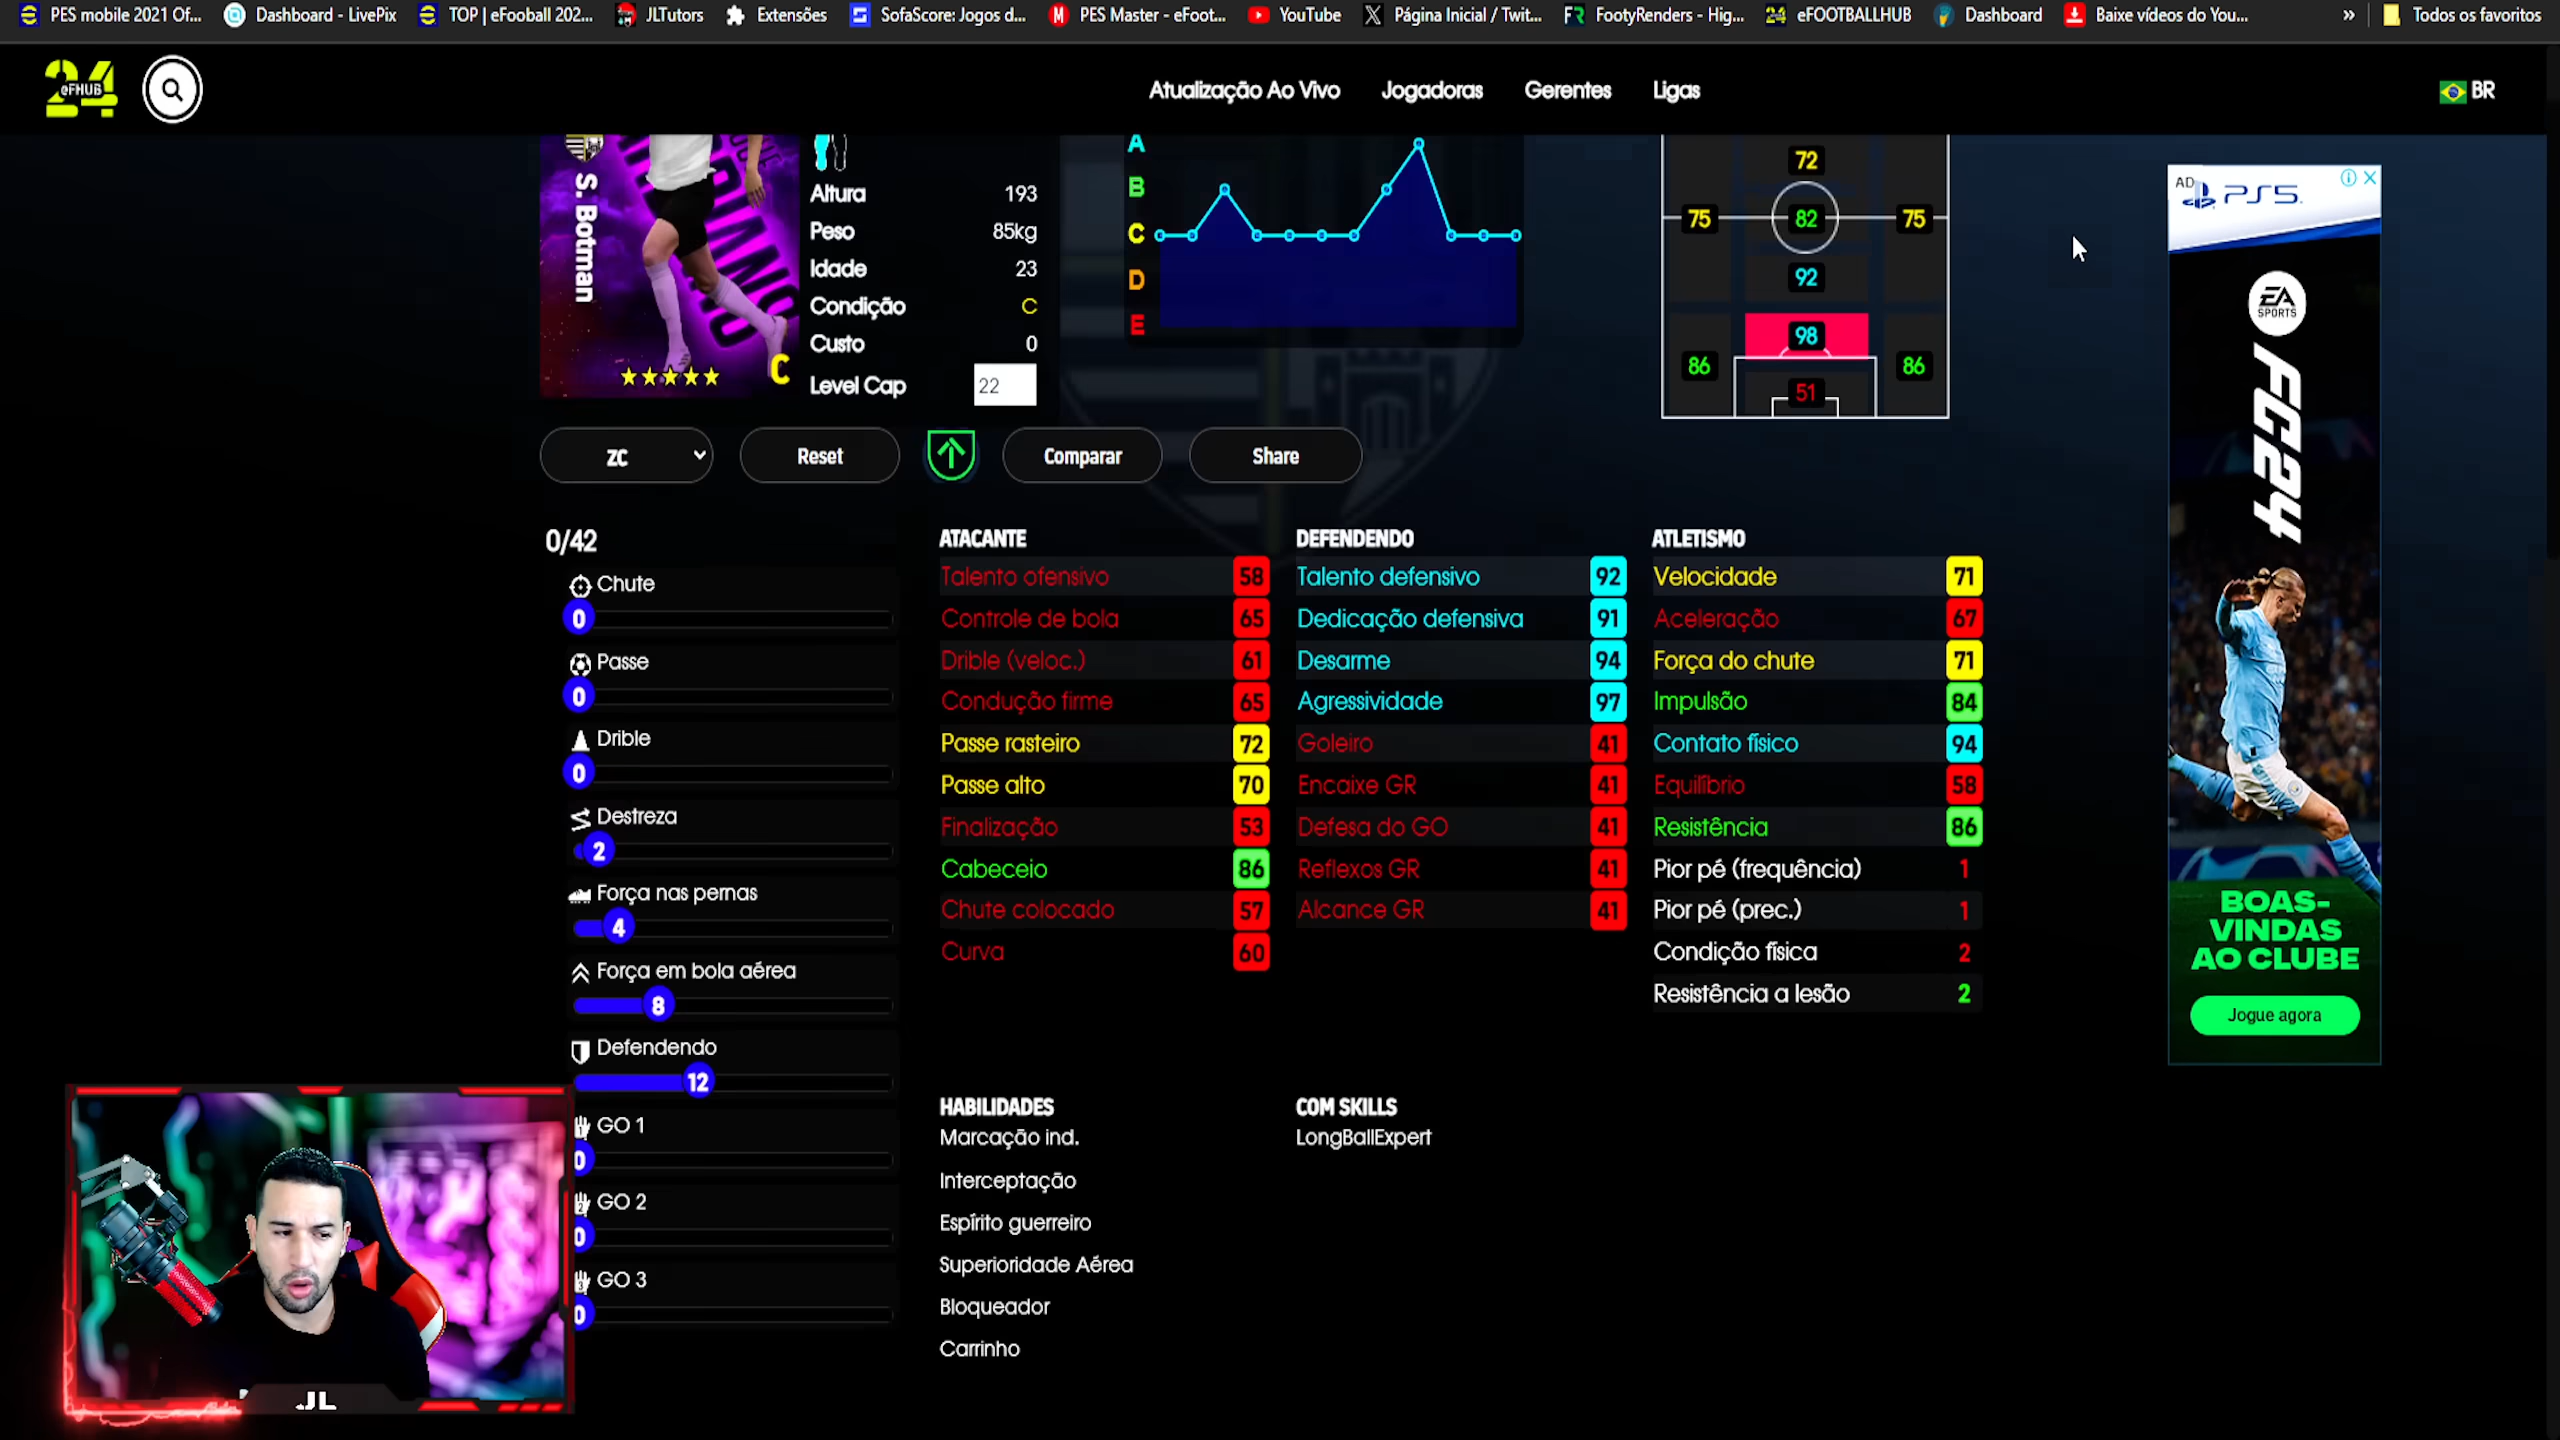 PES mobile 2021 Of... Dashboard - LivePix TOP | eFooball 202... JLTutors Extensões SofaScore: Jogos d... PES Master - eFoot... YouTube Página Inicial / Twit... FootyRenders - Hig... eFOOTBALLHUB Dashboard Baixe vídeos do You... » Todos os favoritos
24 eFHUB Atualização Ao Vivo Jogadoras Gerentes Ligas BR
S. Botman
C
Altura 193
Peso 85kg
Idade 23
Condição C
Custo 0
Level Cap 22
A
B
C
D
E
72
75 82 75
92
98
86 86
51
ZC Reset Comparar Share
0/42
Chute
0
Passe
0
Drible
0
Destreza
2
Força nas pernas
4
Força em bola aérea
8
Defendendo
12
GO 1
0
GO 2
0
GO 3
0
ATACANTE
Talento ofensivo 58
Controle de bola 65
Drible (veloc.) 61
Condução firme 65
Passe rasteiro 72
Passe alto 70
Finalização 53
Cabeceio 86
Chute colocado 57
Curva 60
DEFENDENDO
Talento defensivo 92
Dedicação defensiva 91
Desarme 94
Agressividade 97
Goleiro 41
Encaixe GR 41
Defesa do GO 41
Reflexos GR 41
Alcance GR 41
ATLETISMO
Velocidade 71
Aceleração 67
Força do chute 71
Impulsão 84
Contato físico 94
Equilíbrio 58
Resistência 86
Pior pé (frequência) 1
Pior pé (prec.) 1
Condição física 2
Resistência a lesão 2
HABILIDADES
Marcação ind.
Interceptação
Espírito guerreiro
Superioridade Aérea
Bloqueador
Carrinho
COM SKILLS
LongBallExpert
AD
PS5
EA
SPORTS
FC24
BOAS-
VINDAS
AO CLUBE
Jogue agora
JL